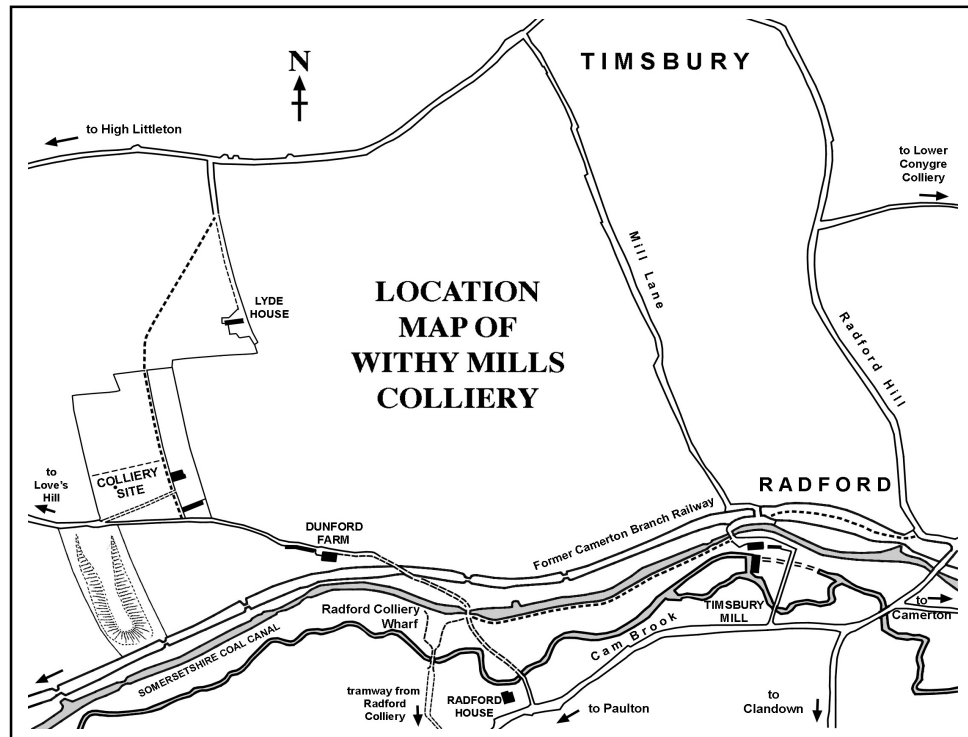 TIMSBURY
N
to High Littleton
to Lower
Conygre
Colliery
Mill Lane
LYDE
HOUSE
LOCATION
MAP OF
WITHY MILLS
COLLIERY
Radford Hill
to
Love's
Hill
COLLIERY
SITE
RADFORD
DUNFORD
FARM
Former Camerton Branch Railway
Radford Colliery
Wharf
TIMSBURY
MILL
to
Camerton
Cam Brook
SOMERSETSHIRE COAL CANAL
tramway from
Radford
Colliery
RADFORD
HOUSE
to Paulton
to
Clandown